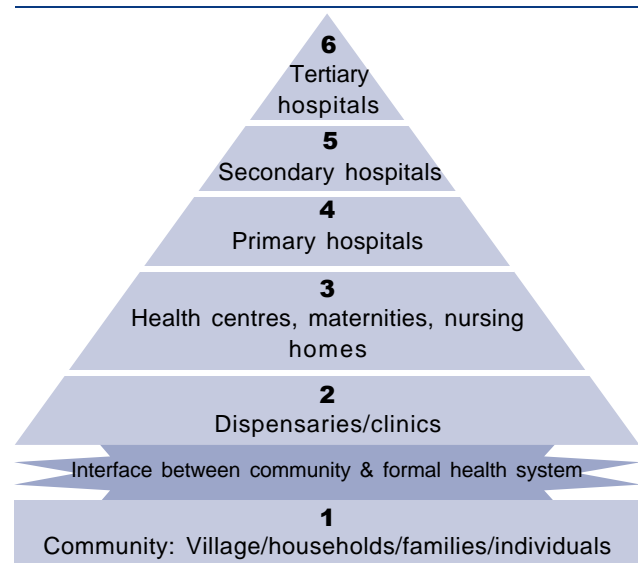 6
Tertiary
hospitals
5
Secondary hospitals
4
Primary hospitals
3
Health centres, maternities, nursing
homes
2
Dispensaries/clinics
Interface between community & formal health system
1
Community: Village/households/families/individuals